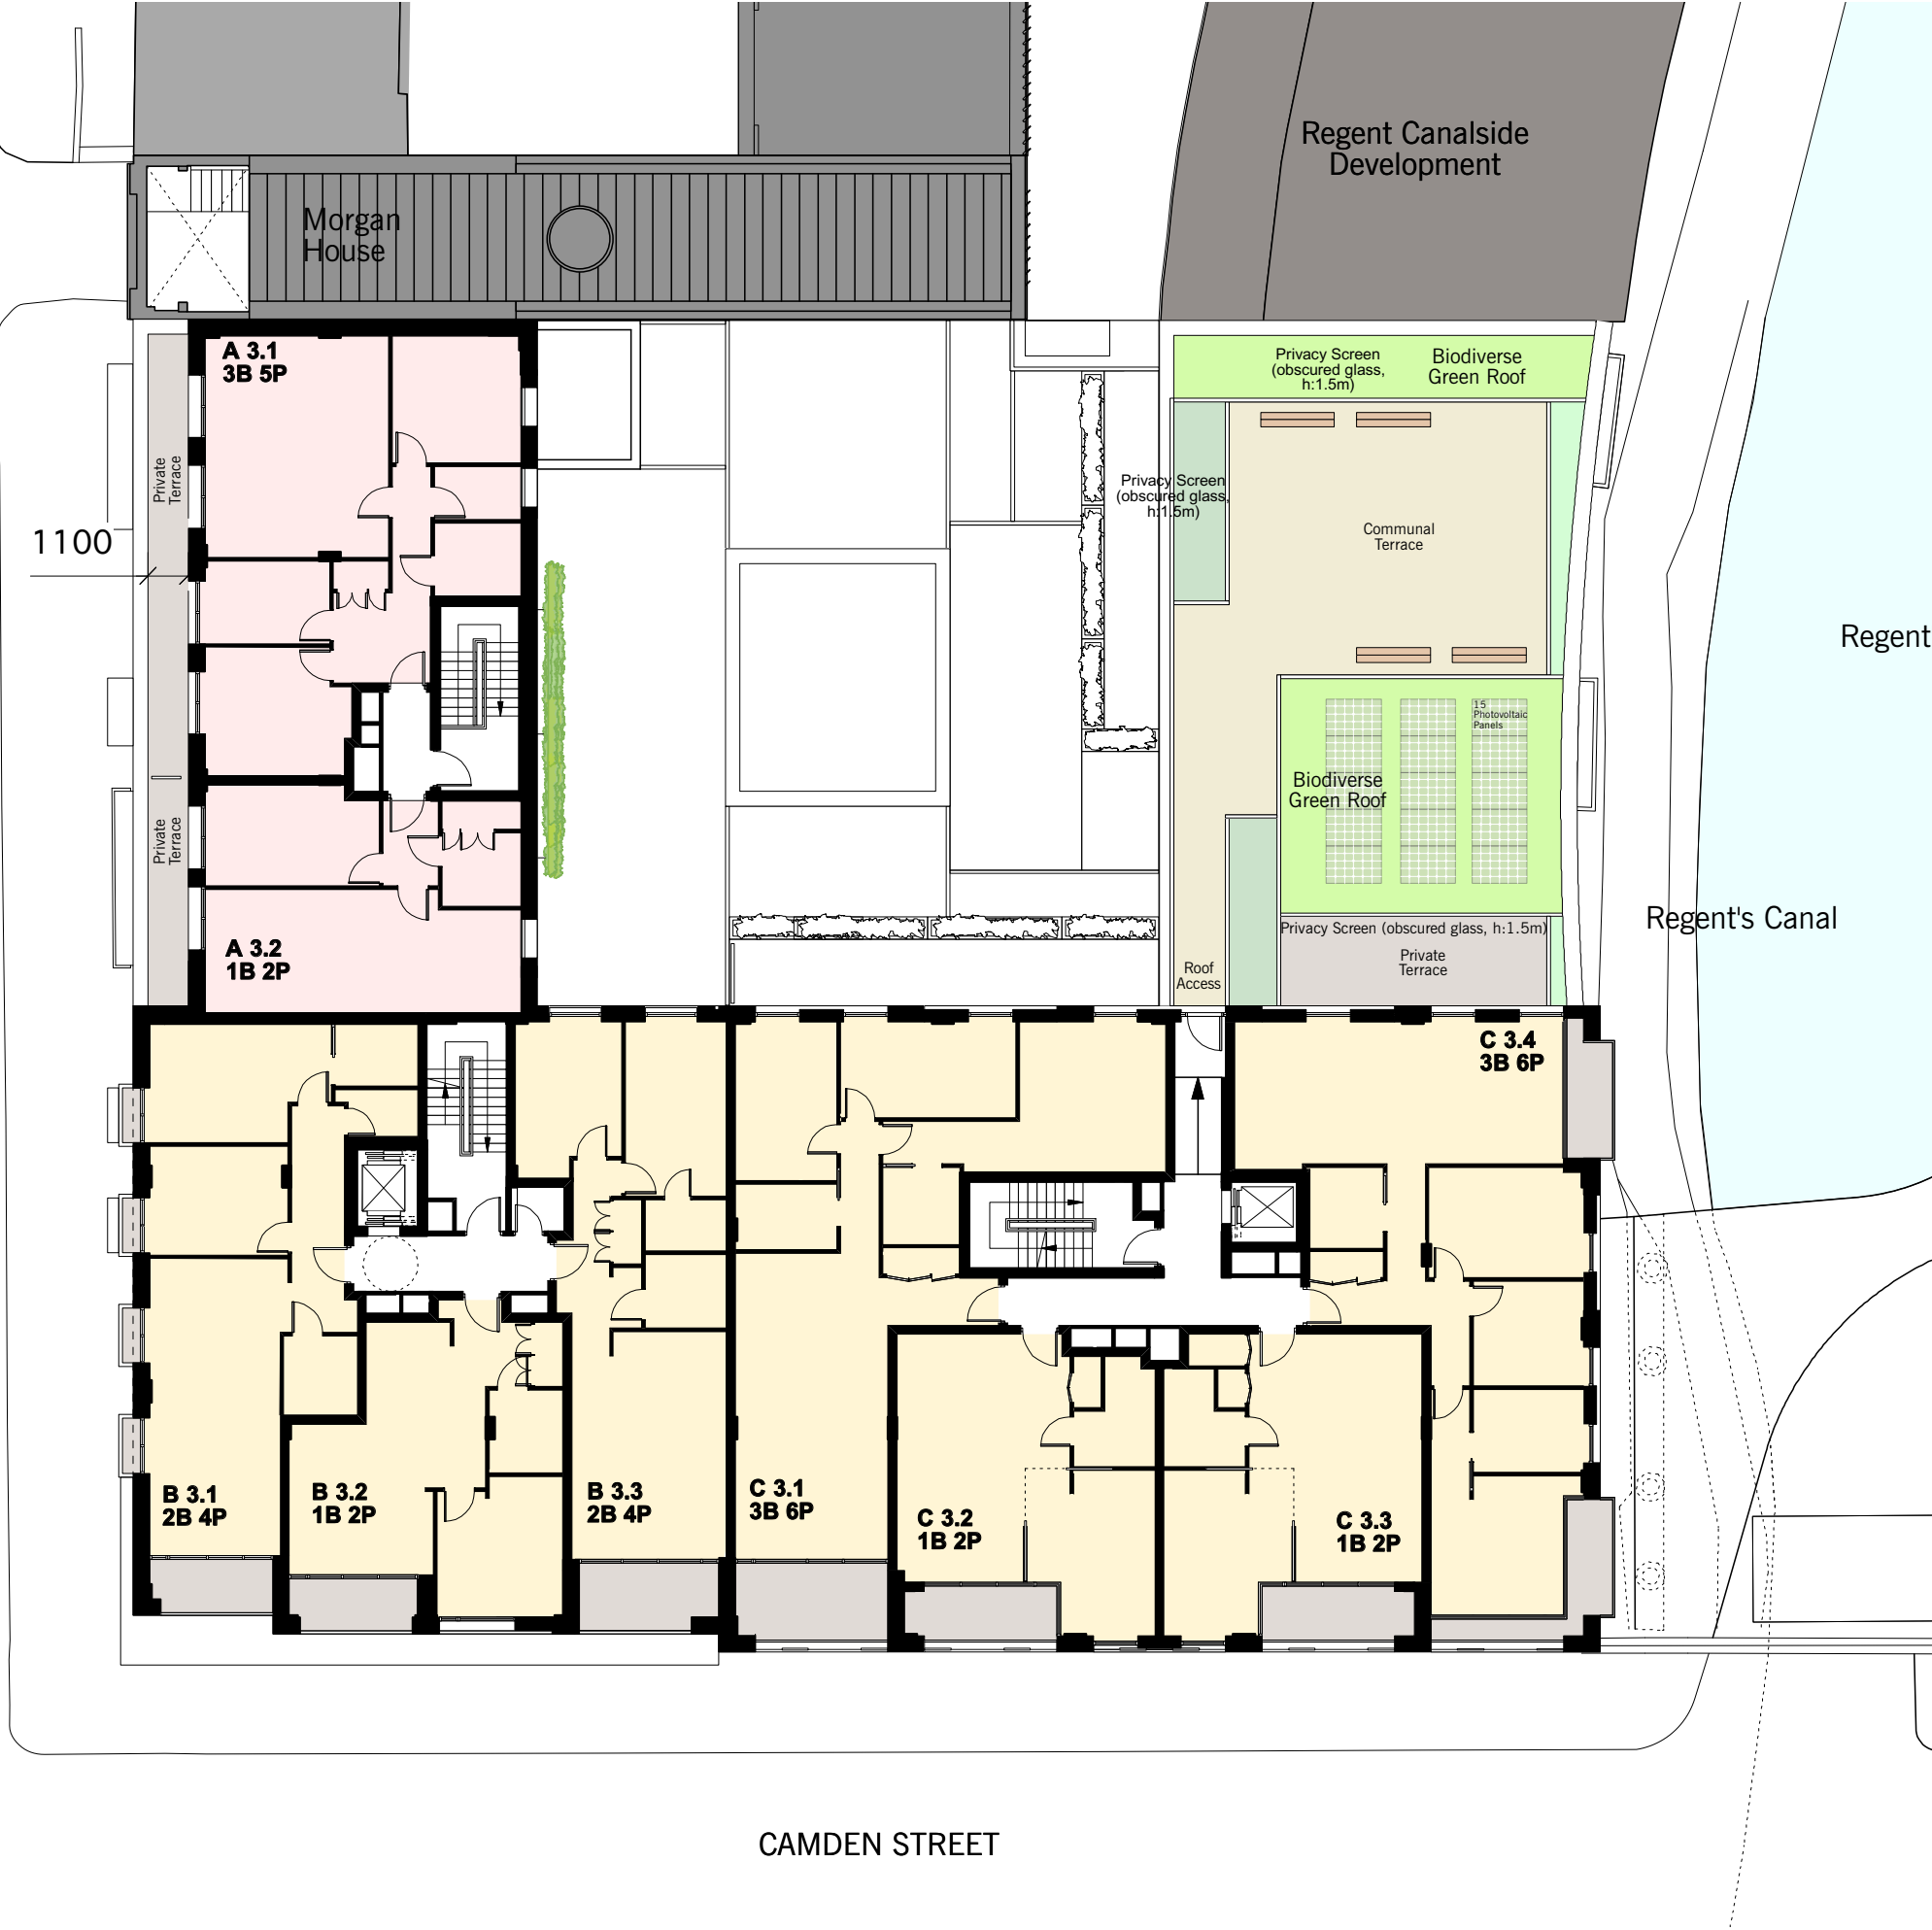 Regent Canalside
Development
Morgan
House
A 3.1
3B 5P
Privacy Screen
(obscured glass,
h:1.5m)
Biodiverse
Green Roof
Private
Terrace
Privacy Screen
(obscured glass,
h:1.5m)
1100
Communal
Terrace
Regent
15
Photovoltaic
Panels
Biodiverse
Green Roof
Private
Terrace
Regent's Canal
Privacy Screen (obscured glass, h:1.5m)
Private
Terrace
A 3.2
1B 2P
Roof
Access
C 3.4
3B 6P
B 3.1
2B 4P
B 3.2
1B 2P
B 3.3
2B 4P
C 3.1
3B 6P
C 3.2
1B 2P
C 3.3
1B 2P
CAMDEN STREET